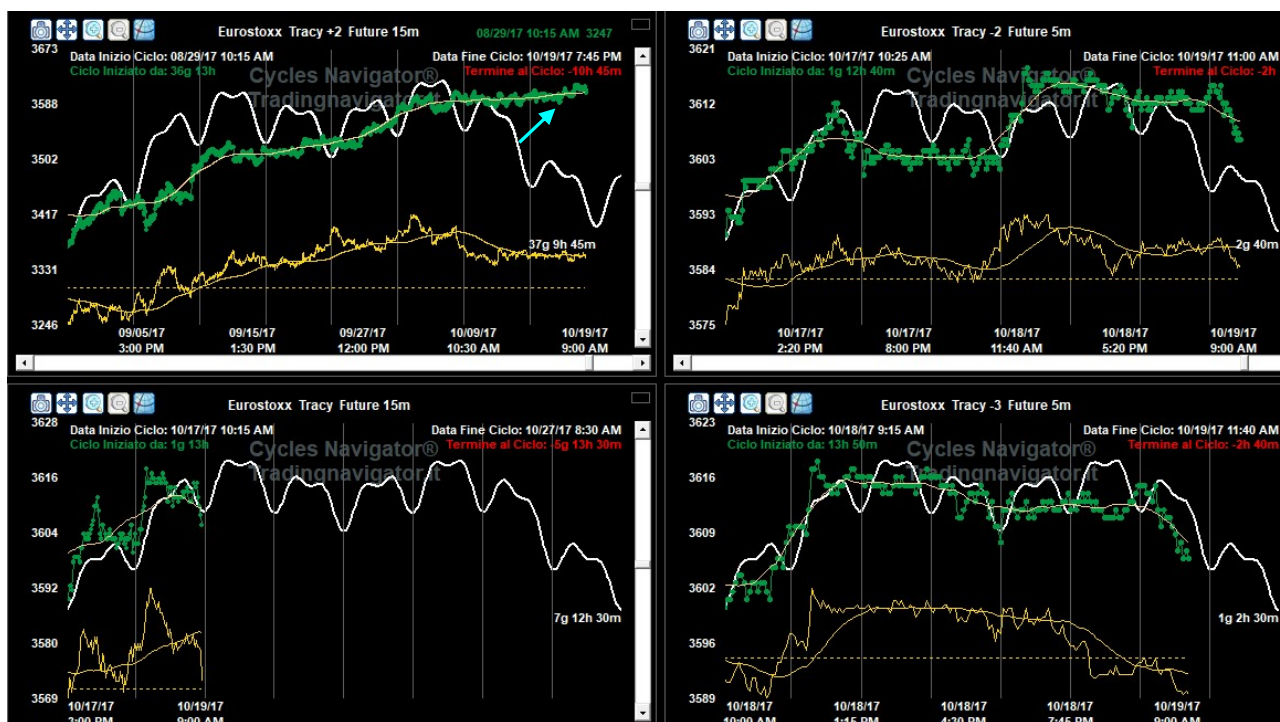 Eurostoxx Tracy +2 Future 15m
08/29/17 10:15 AM 3247
Data Inizio Ciclo: 08/29/17 10:15 AM
Data Fine Ciclo: 10/19/17 7:45 PM
Ciclo Iniziato da: 36g 13h
Termine al Ciclo: -10h 45m
Cycles Navigator®
Tradingnavigator.it
3673
3588
3502
3417
3331
3246
37g 9h 45m
09/05/17 09/15/17 09/27/17 10/09/17 10/19/17
3:00 PM 1:30 PM 12:00 PM 10:30 AM 9:00 AM
Eurostoxx Tracy -2 Future 5m
Data Inizio Ciclo: 10/17/17 10:25 AM
Data Fine Ciclo: 10/19/17 11:00 AM
Ciclo Iniziato da: 1g 12h 40m
Termine al Ciclo: -2h
Cycles Navigator®
Tradingnavigator.it
3621
3612
3603
3593
3584
3575
2g 40m
10/17/17 10/17/17 10/18/17 10/18/17 10/19/17
2:20 PM 8:00 PM 11:40 AM 5:20 PM 9:00 AM
Eurostoxx Tracy Future 15m
Data Inizio Ciclo: 10/17/17 10:15 AM
Data Fine Ciclo: 10/27/17 8:30 AM
Ciclo Iniziato da: 1g 13h
Termine al Ciclo: -5g 13h 30m
Cycles Navigator®
Tradingnavigator.it
3628
3616
3604
3592
3580
3569
7g 12h 30m
10/17/17 10/19/17
3:00 PM 9:00 AM
Eurostoxx Tracy -3 Future 5m
Data Inizio Ciclo: 10/18/17 9:15 AM
Data Fine Ciclo: 10/19/17 11:40 AM
Ciclo Iniziato da: 13h 50m
Termine al Ciclo: -2h 40m
Cycles Navigator®
Tradingnavigator.it
3623
3616
3609
3602
3596
3589
1g 2h 30m
10/18/17 10/18/17 10/18/17 10/18/17 10/19/17
10:00 AM 1:15 PM 4:30 PM 7:45 PM 9:00 AM